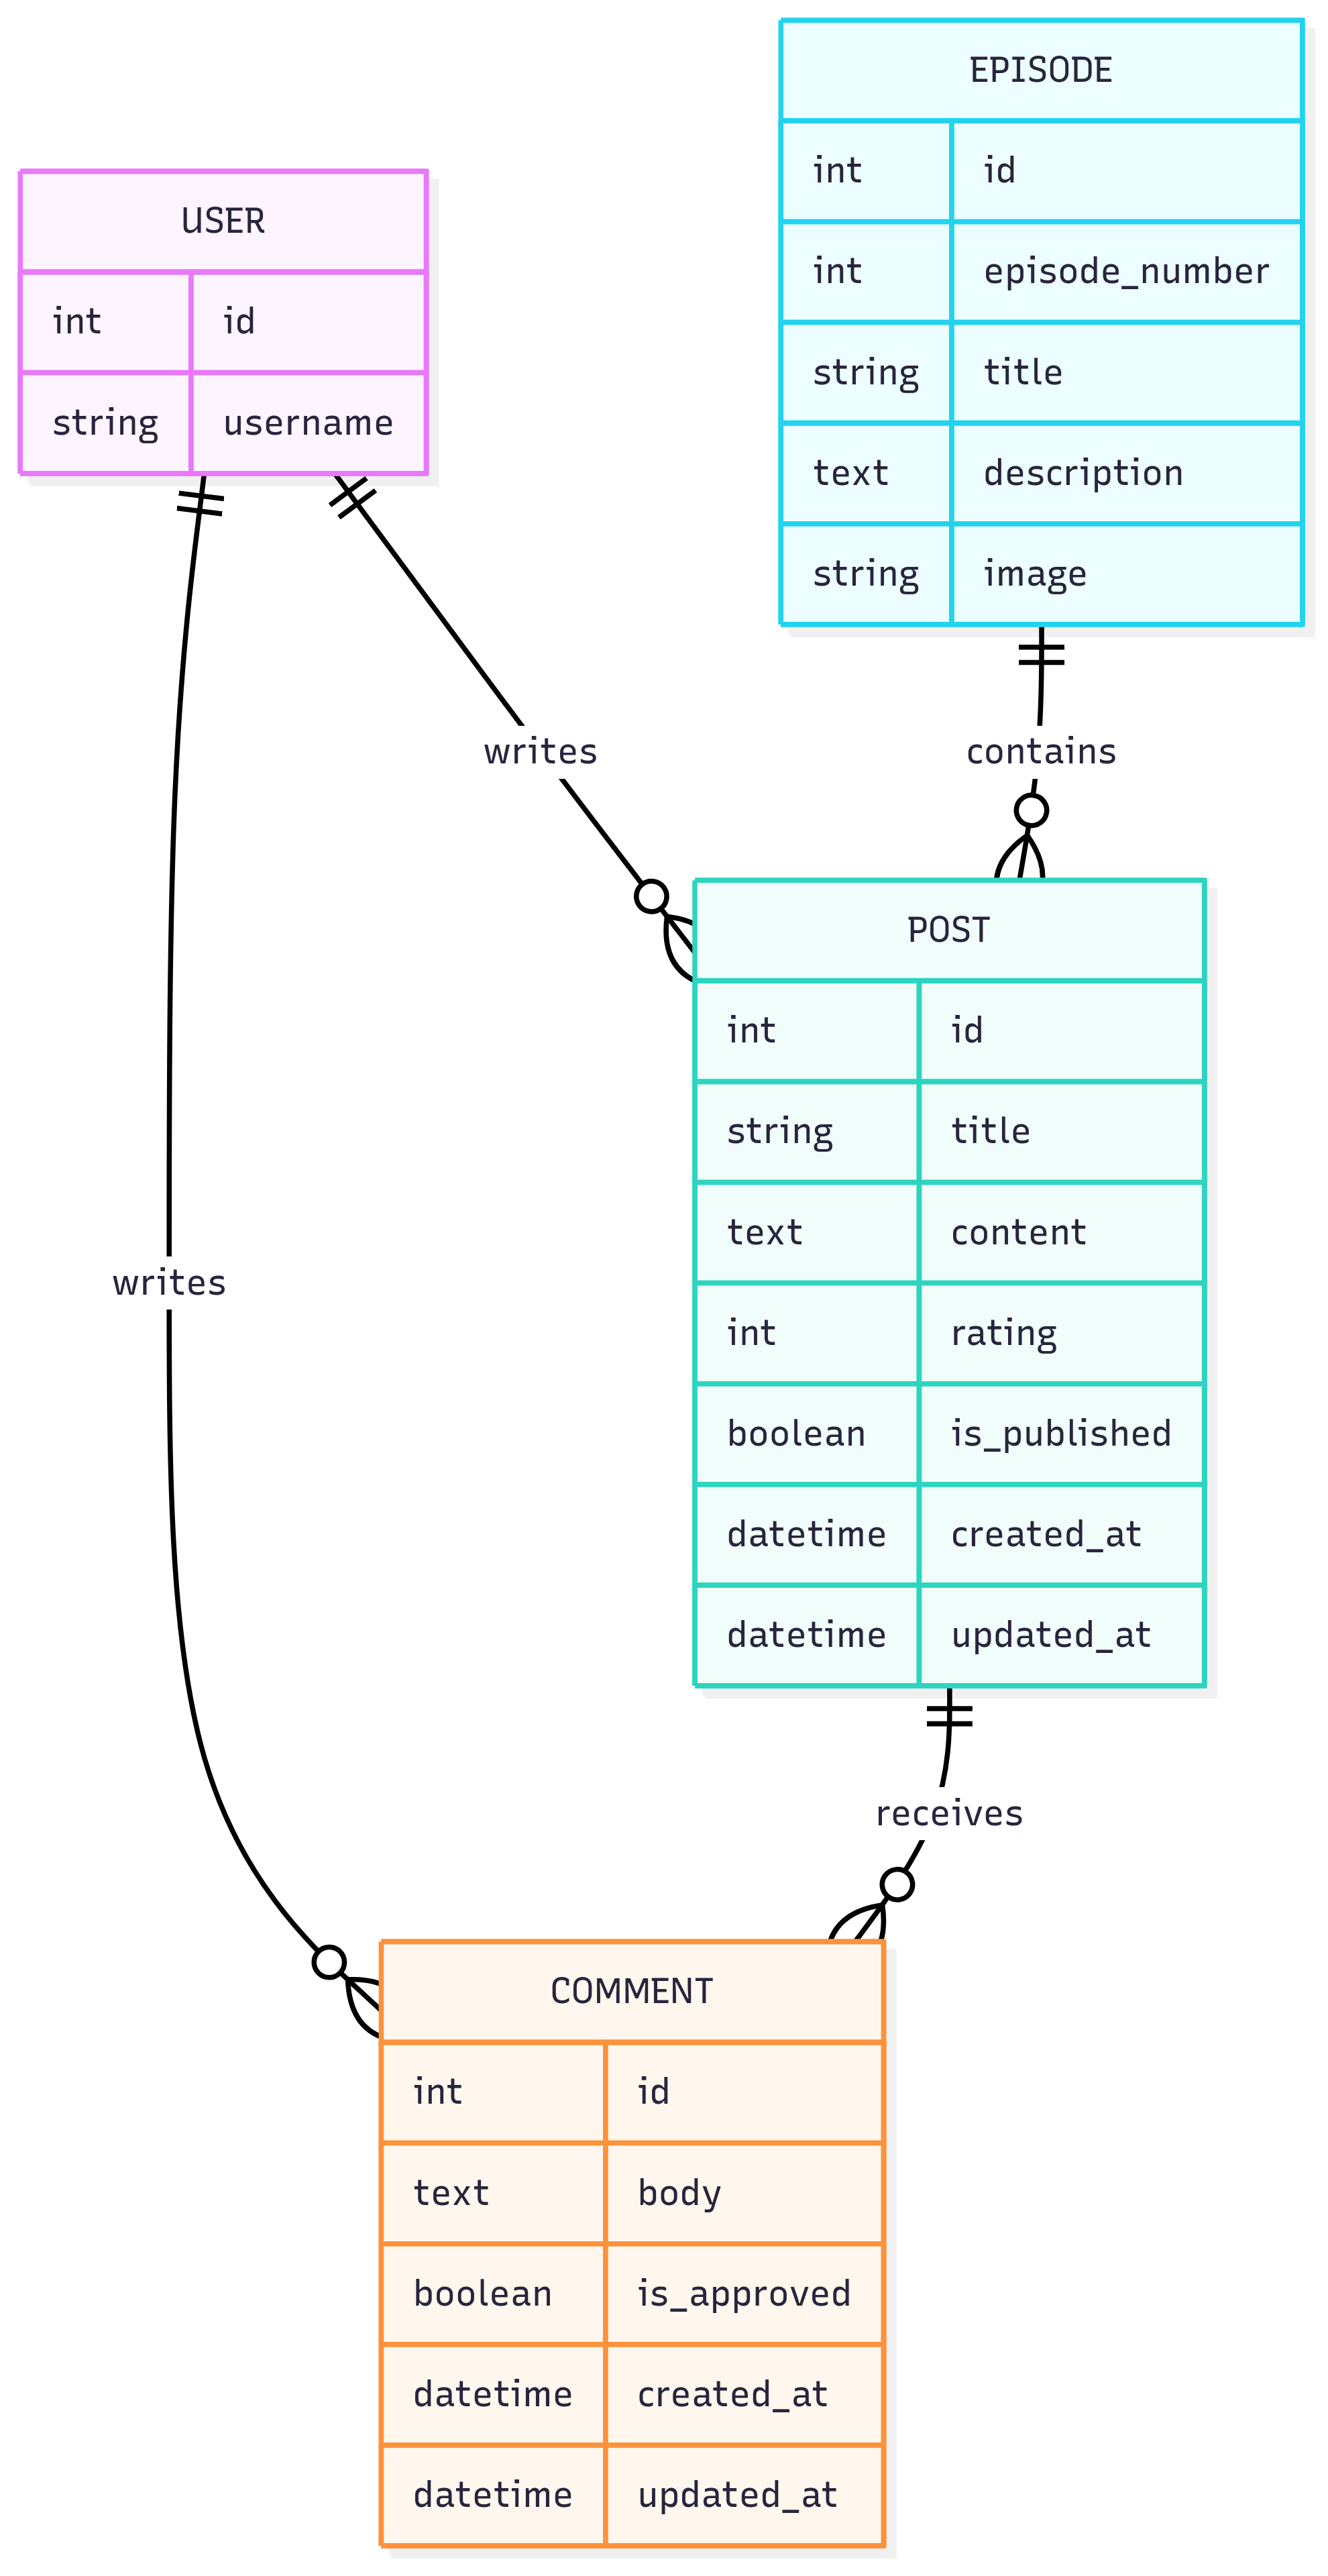 EPISODE
int id
int episode_number
string title
text description
string image
USER
int id
string username
writes
contains
POST
int id
string title
text content
int rating
boolean is_published
datetime created_at
datetime updated_at
writes
receives
COMMENT
int id
text body
boolean is_approved
datetime created_at
datetime updated_at